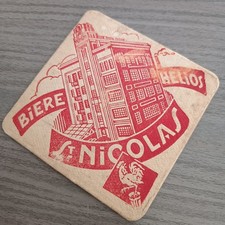 BIERE HELIOS
ST. NICOLAS